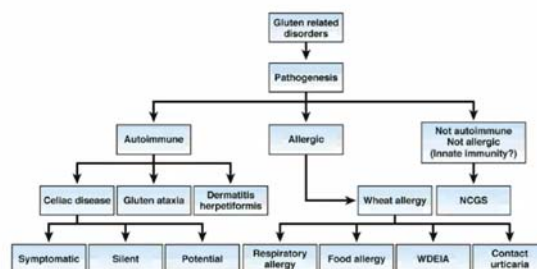 Gluten related
disorders
Pathogenesis
Autoimmune
Allergic
Not autoimmune
Not allergic
(Innate immunity?)
Celiac disease
Gluten ataxia
Dermatitis
herpetiformis
Wheat allergy
NCGS
Symptomatic
Silent
Potential
Respiratory
allergy
Food allergy
WDEIA
Contact
urticaria